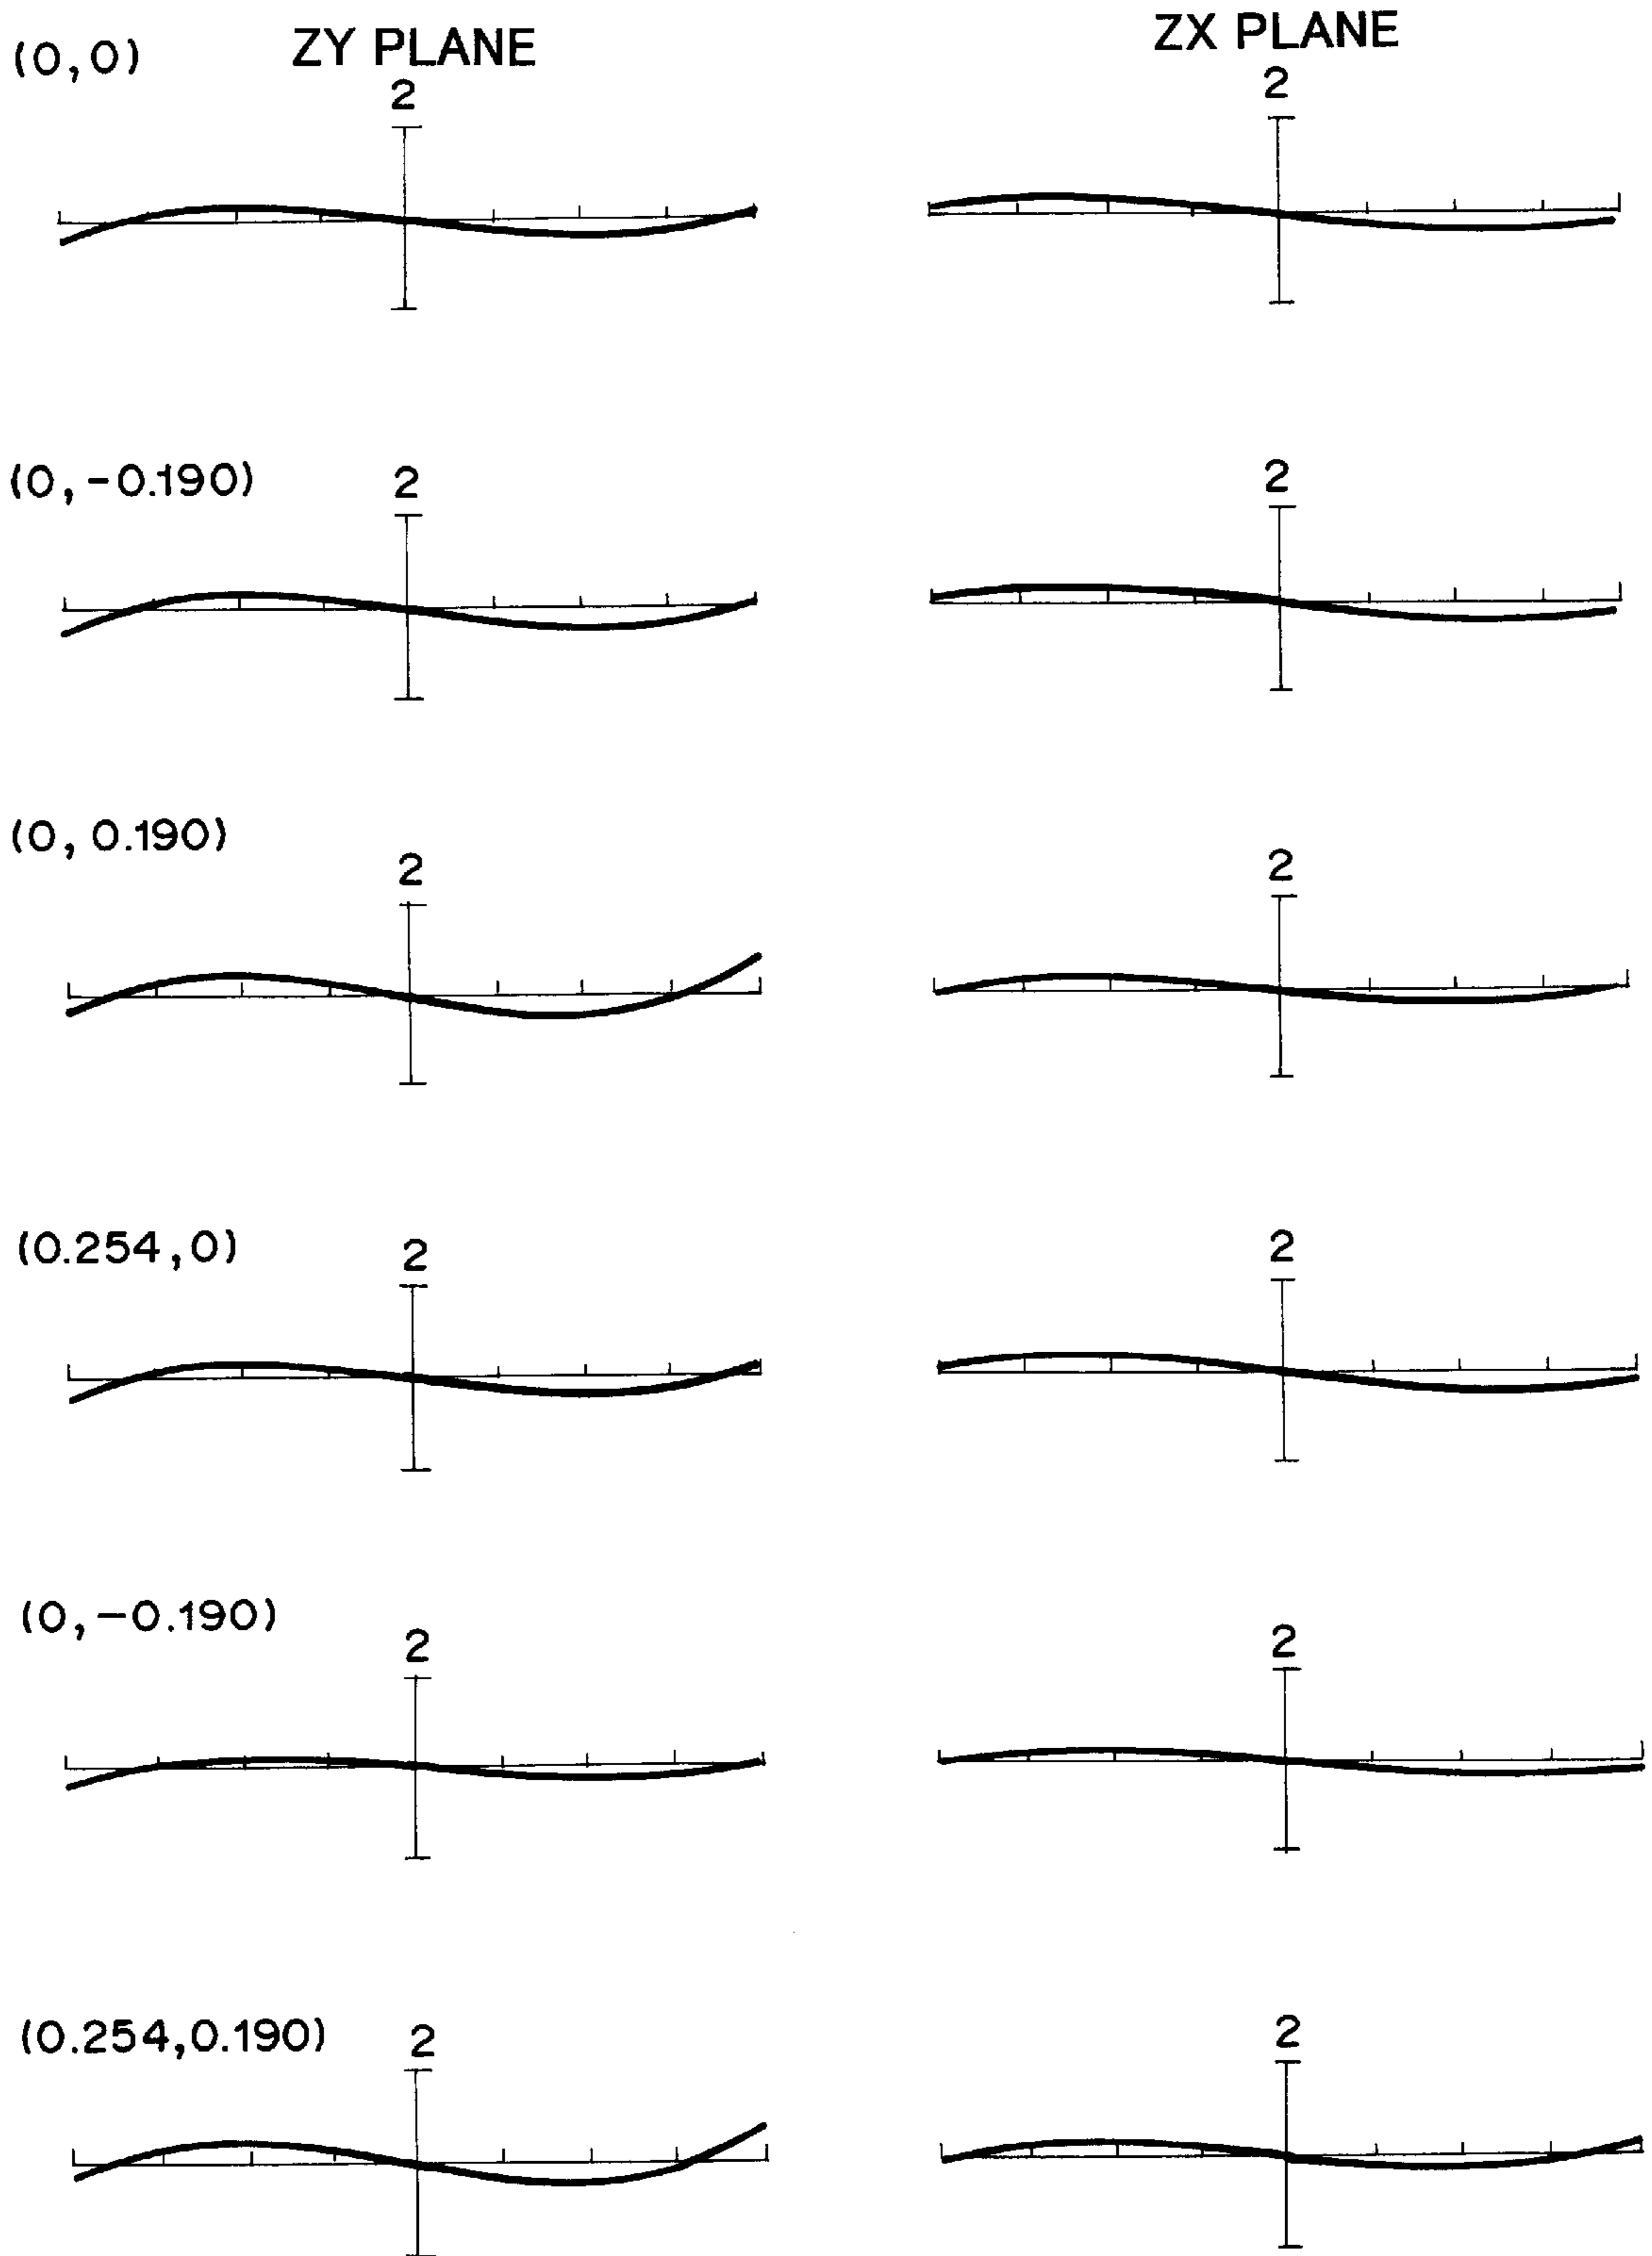 (0,0) ZY PLANE ZX PLANE
2 2
(0,-0.190) 2 2
(0, 0.190)
2 2
(0.254,0) 2 2
(0,-0.190)
2 2
(0.254,0.190) 2 2